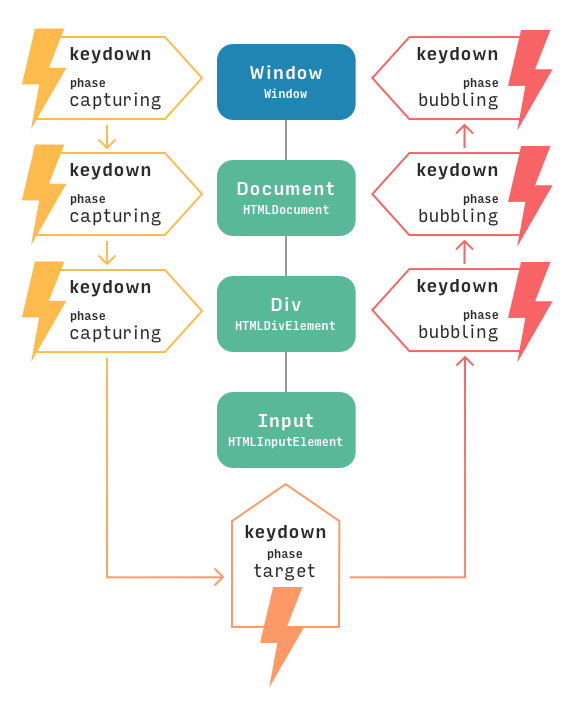 keydown
phase
capturing
Window
Window
keydown
phase
bubbling
keydown
phase
capturing
Document
HTMLDocument
keydown
phase
bubbling
keydown
phase
capturing
Div
HTMLDivElement
keydown
phase
bubbling
Input
HTMLInputElement
keydown
phase
target